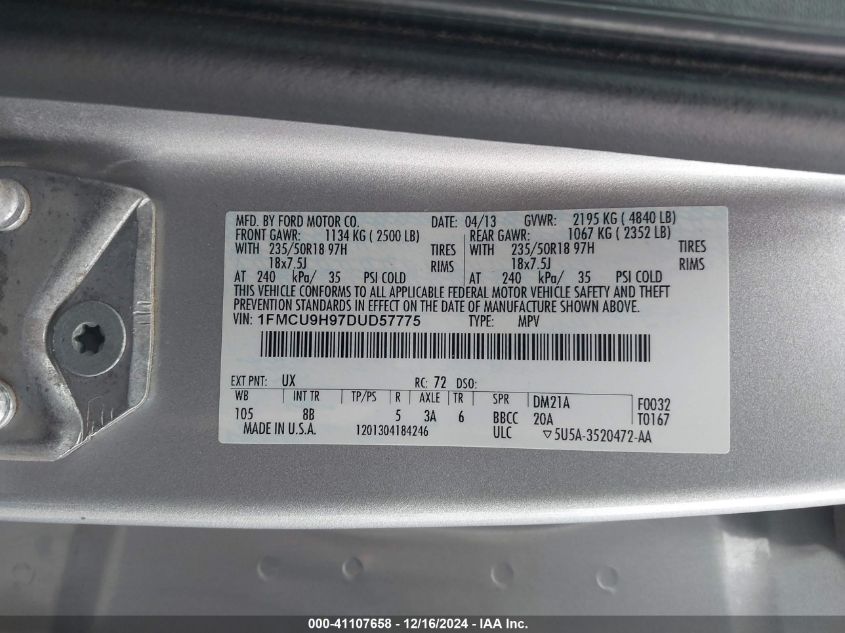 MFD. BY FORD MOTOR CO. DATE: 04/13 GVWR: 2195 KG ( 4840 LB)
FRONT GAWR: 1134 KG ( 2500 LB) REAR GAWR: 1067 KG ( 2352 LB)
WITH 235/50R18 97H TIRES WITH 235/50R18 97H TIRES
18x7.5J RIMS 18x7.5J RIMS
AT 240 kPa/ 35 PSI COLD AT 240 kPa/ 35 PSI COLD
THIS VEHICLE CONFORMS TO ALL APPLICABLE FEDERAL MOTOR VEHICLE SAFETY AND THEFT
PREVENTION STANDARDS IN EFFECT ON THE DATE OF MANUFACTURE SHOWN ABOVE.
VIN: 1FMCU9H97DUD57775 TYPE: MPV
EXT PNT: UX RC: 72 DSO:
WB INT TR TP/PS R AXLE TR SPR DM21A F0032
105 8B 5 3A 6 BBCC 20A T0167
MADE IN U.S.A. 1201304184246 ULC ▽5U5A-3520472-AA
000-41107658 - 12/16/2024 - IAA Inc.